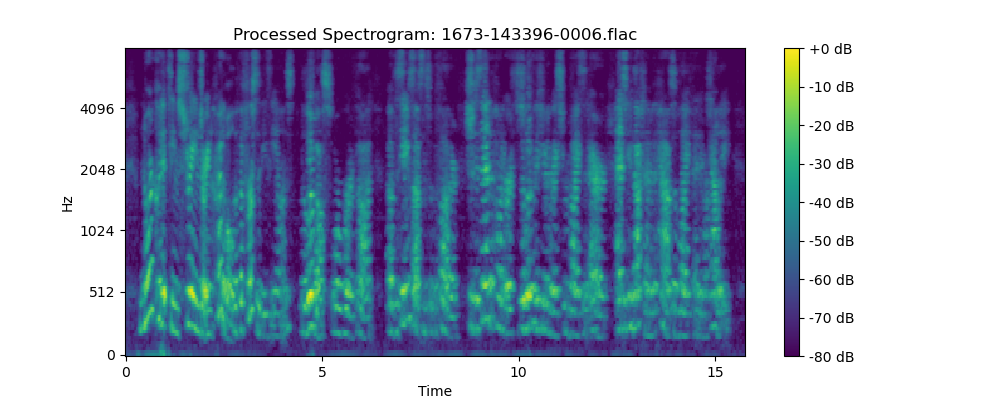 Processed Spectrogram: 1673-143396-0006.flac
Hz
4096
2048
1024
512
0
0 5 10 15
Time
+0 dB
-10 dB
-20 dB
-30 dB
-40 dB
-50 dB
-60 dB
-70 dB
-80 dB